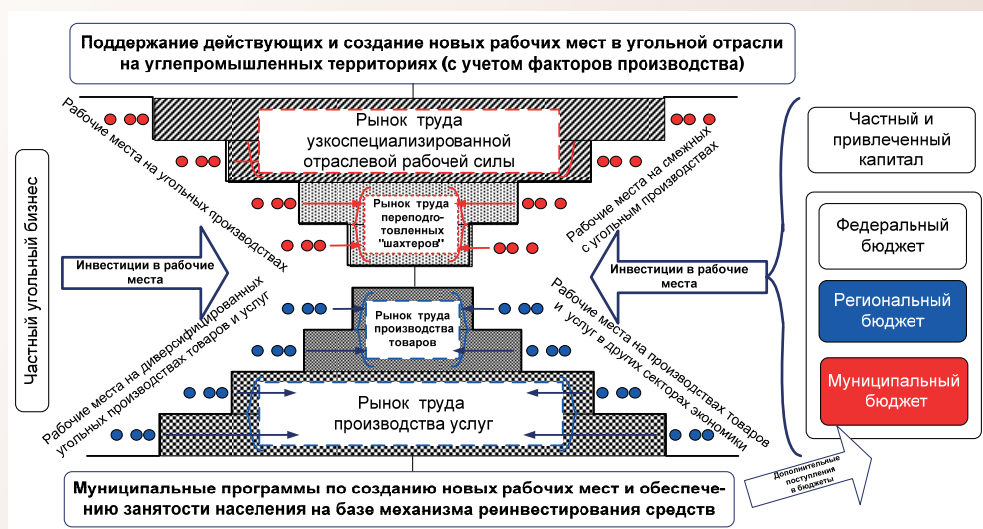 Поддержание действующих и создание новых рабочих мест в угольной отрасли
на углепромышленных территориях (с учетом факторов производства)
Частный угольный бизнес
Рабочие места на угольных производствах
Рынок труда
узкоспециализированной
отраслевой рабочей силы
Рабочие места на смежных
с угольным производствах
Рынок труда
переподго-
товленных
"шахтеров"
Инвестиции в рабочие
места
Инвестиции в рабочие
места
Рабочие места на диверсифицированных
угольных производствах товаров и услуг
Рынок труда
производства
товаров
Рабочие места на производствах товаров
и услуг в других секторах экономики
Рынок труда
производства услуг
Частный и
привлеченный
капитал
Федеральный
бюджет
Региональный
бюджет
Муниципальный
бюджет
Дополнительные
поступления
в бюджеты
Муниципальные программы по созданию новых рабочих мест и обеспече-
нию занятости населения на базе механизма реинвестирования средств